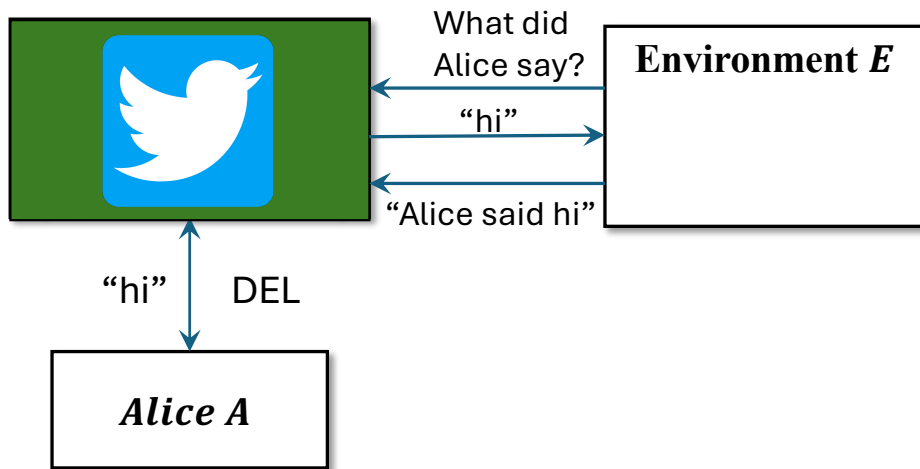 What did
Alice say?
Environment E
“hi”
“Alice said hi”
“hi”
DEL
Alice A